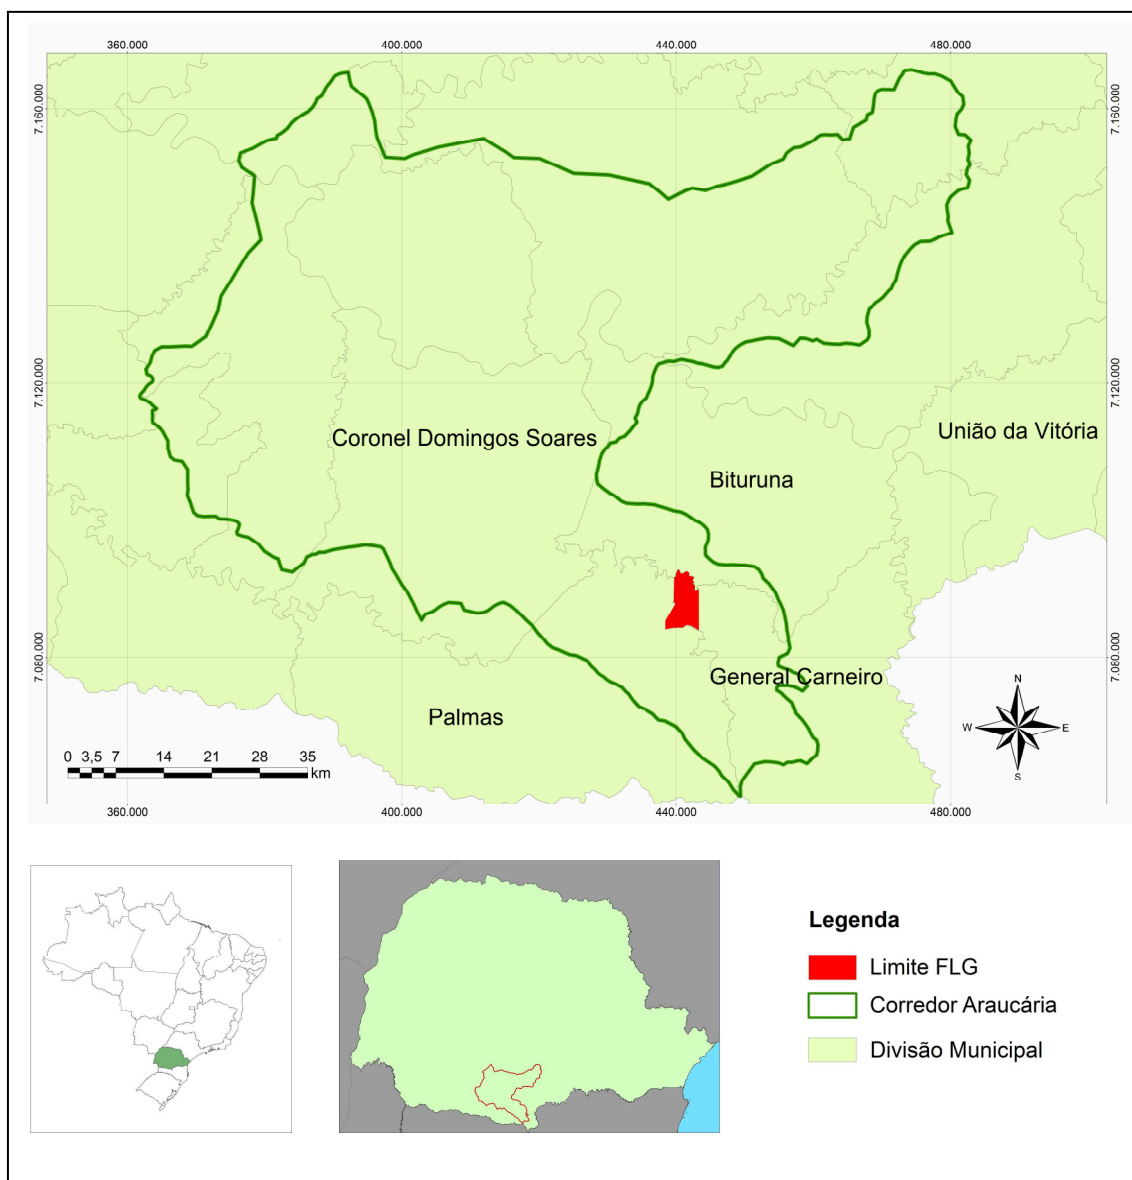 360.000 400.000 440.000 480.000
7.160.000 7.160.000
7.120.000 7.120.000
Coronel Domingos Soares
União da Vitória
Bituruna
7.080.000 7.080.000
General Carneiro
Palmas
N
W E
S
0 3,5 7 14 21 28 35
km
360.000 400.000 440.000 480.000
Legenda
Limite FLG
Corredor Araucária
Divisão Municipal